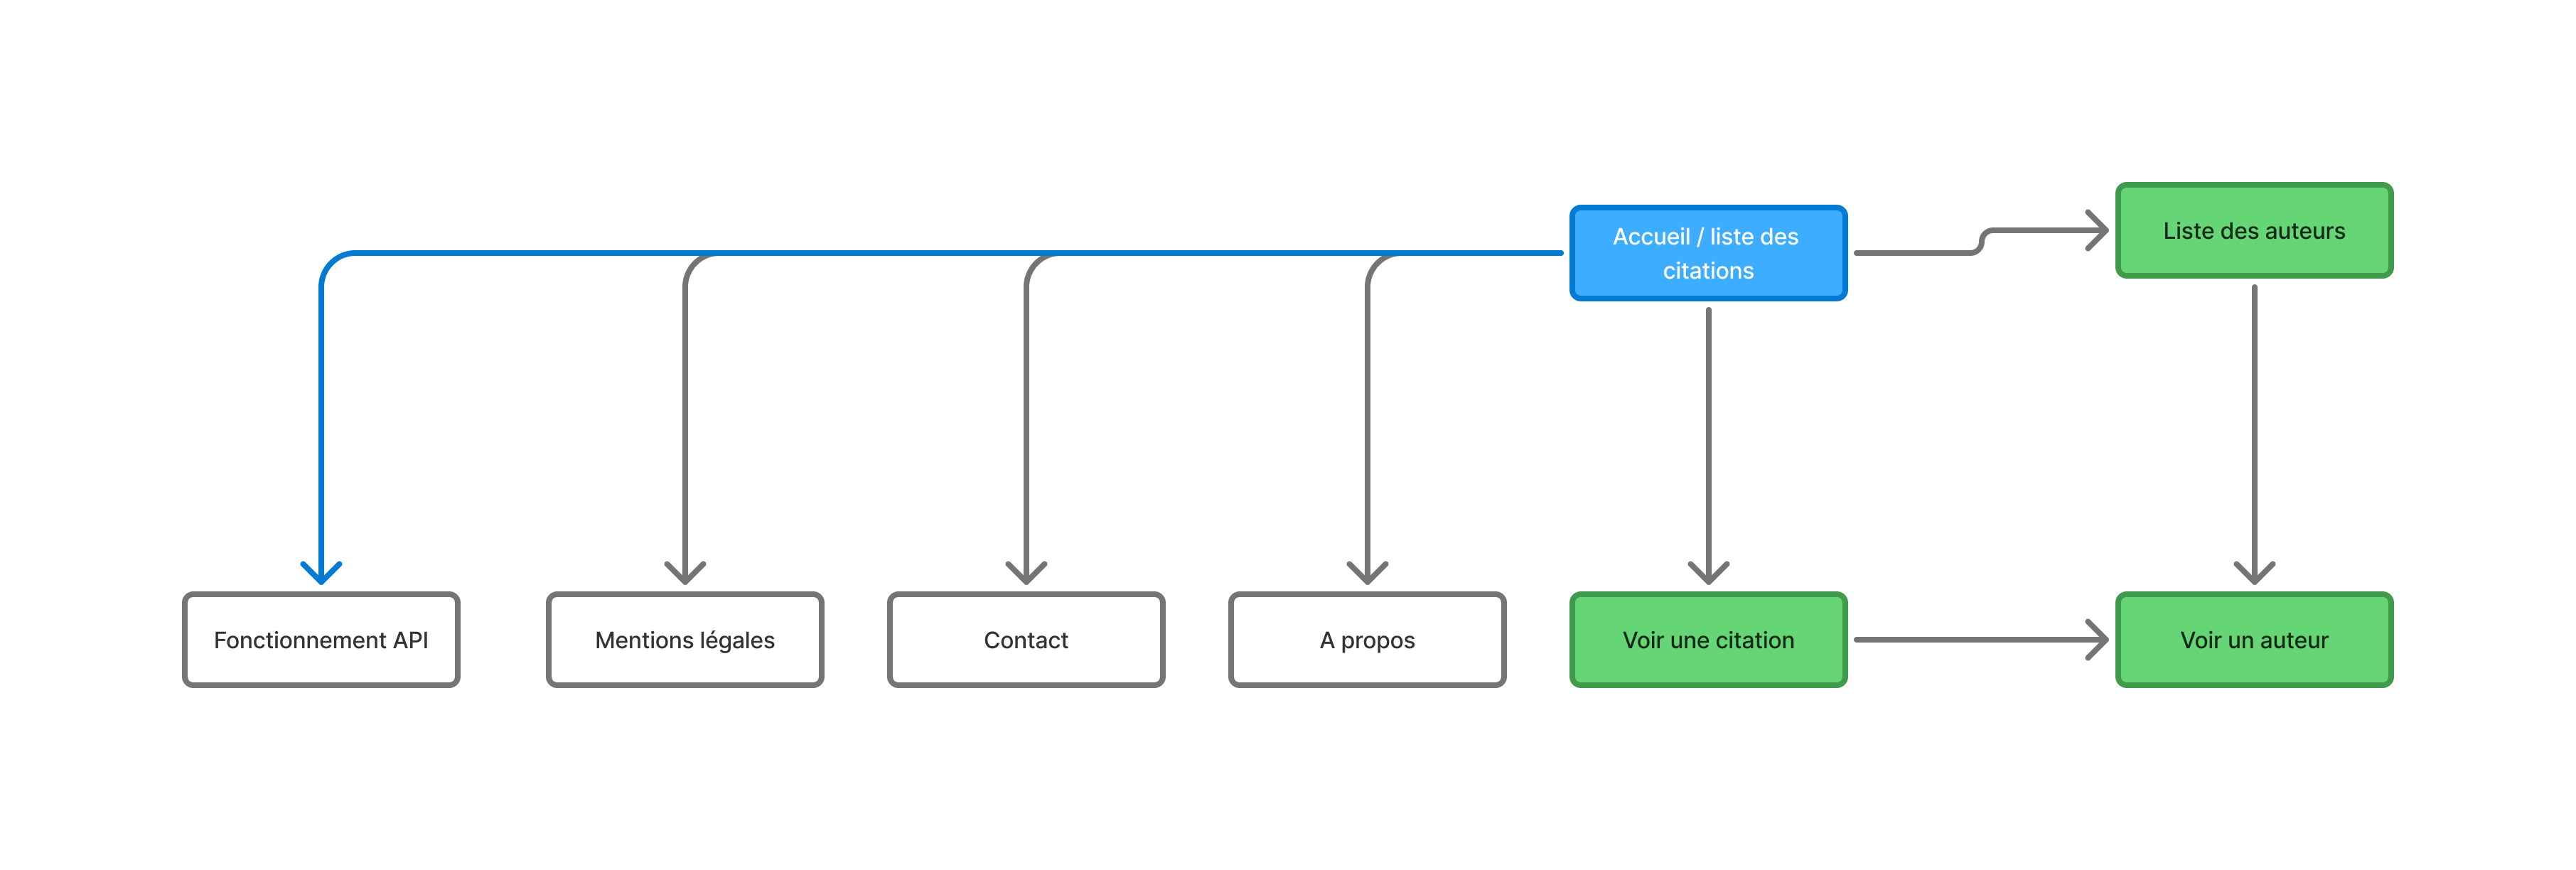 Accueil / liste des
citations
Liste des auteurs
Fonctionnement API
Mentions légales
Contact
A propos
Voir une citation
Voir un auteur